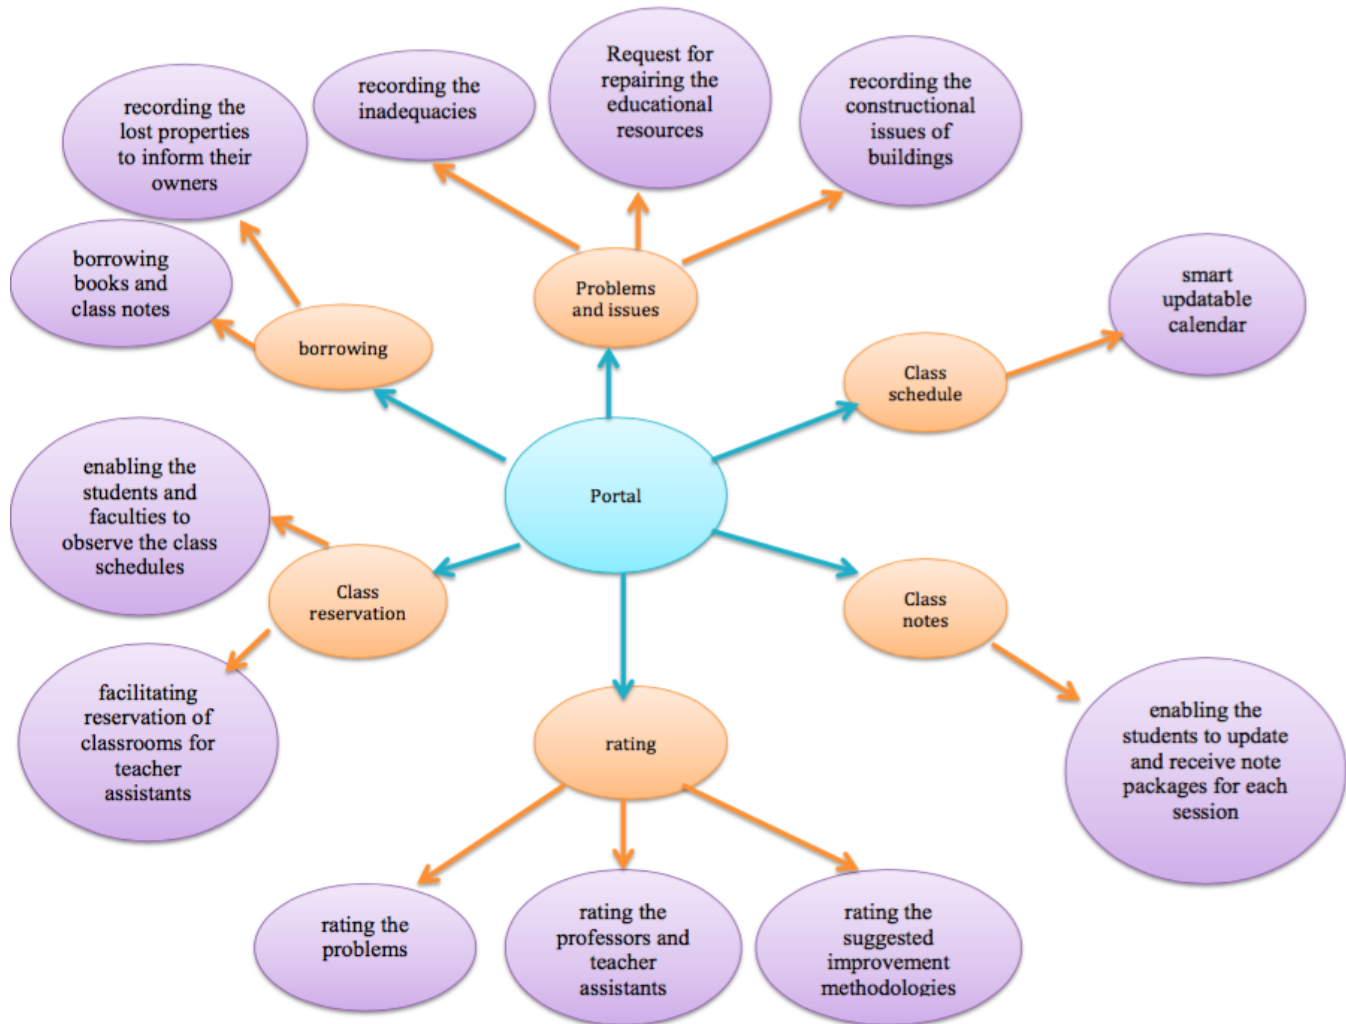 Request for
repairing the
educational
resources
recording the
inadequacies
recording the
constructional
issues of
buildings
recording the
lost properties
to inform their
owners
borrowing
books and
class notes
Problems
and issues
smart
updatable
calendar
borrowing
Class
schedule
Portal
enabling the
students and
faculties to
observe the class
schedules
Class
reservation
Class
notes
facilitating
reservation of
classrooms for
teacher
assistants
rating
enabling the
students to update
and receive note
packages for each
session
rating the
problems
rating the
professors and
teacher
assistants
rating the
suggested
improvement
methodologies